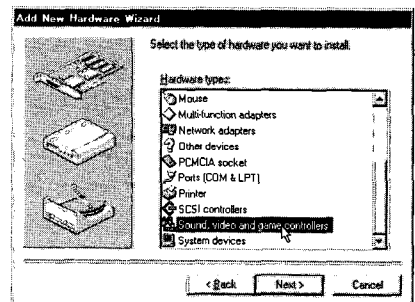 Add New Hardware Wizard
Select the type of hardware you want to install.
Hardware types:
Mouse
Multi-function adapters
Network adapters
Other devices
PCMCIA socket
Ports (COM & LPT)
Printer
SCSI controllers
Sound, video and game controllers
System devices
< Back
Next >
Cancel